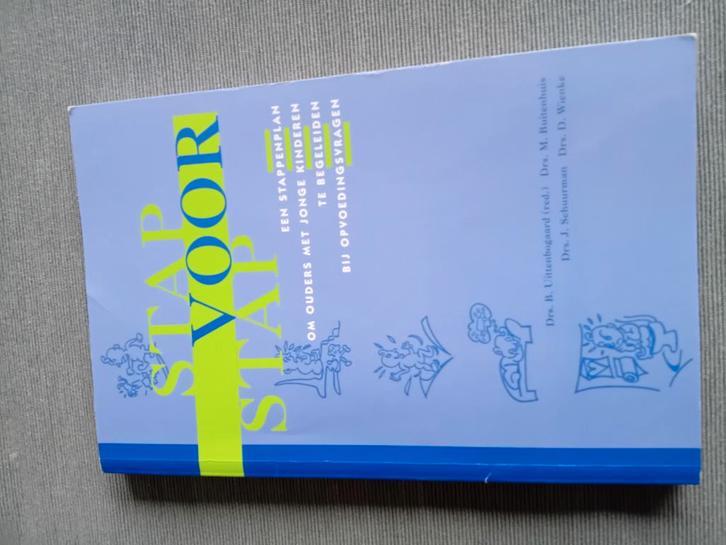 STAP
VOOR
STAP
EEN STAPPENPLAN
OM OUDERS MET JONGE KINDEREN
TE BEGELEIDEN
BIJ OPVOEDINGSVRAGEN
Drs. B. Uittenbogaard (red.) Drs. M. Buitenhuis
Drs. J. Schuurman Drs. D. Wienke